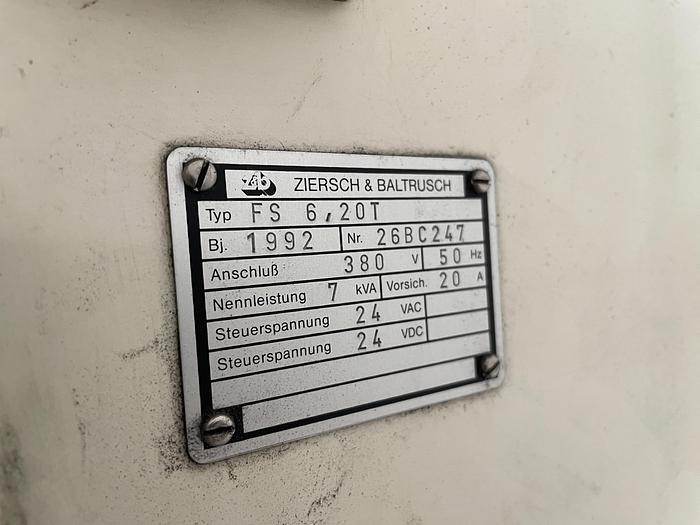 zb ZIERSCH & BALTRUSCH
Typ FS 6,20T
Bj. 1992 Nr. 26BC247
Anschluß 380 V 50 Hz
Nennleistung 7 kVA Vorsich. 20 A
Steuerspannung 24 VAC
Steuerspannung 24 VDC